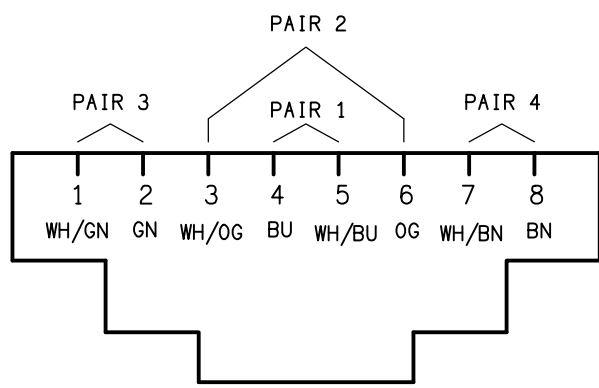 PAIR 2
PAIR 3 PAIR 1 PAIR 4
1 2 3 4 5 6 7 8
WH/GN GN WH/OG BU WH/BU OG WH/BN BN